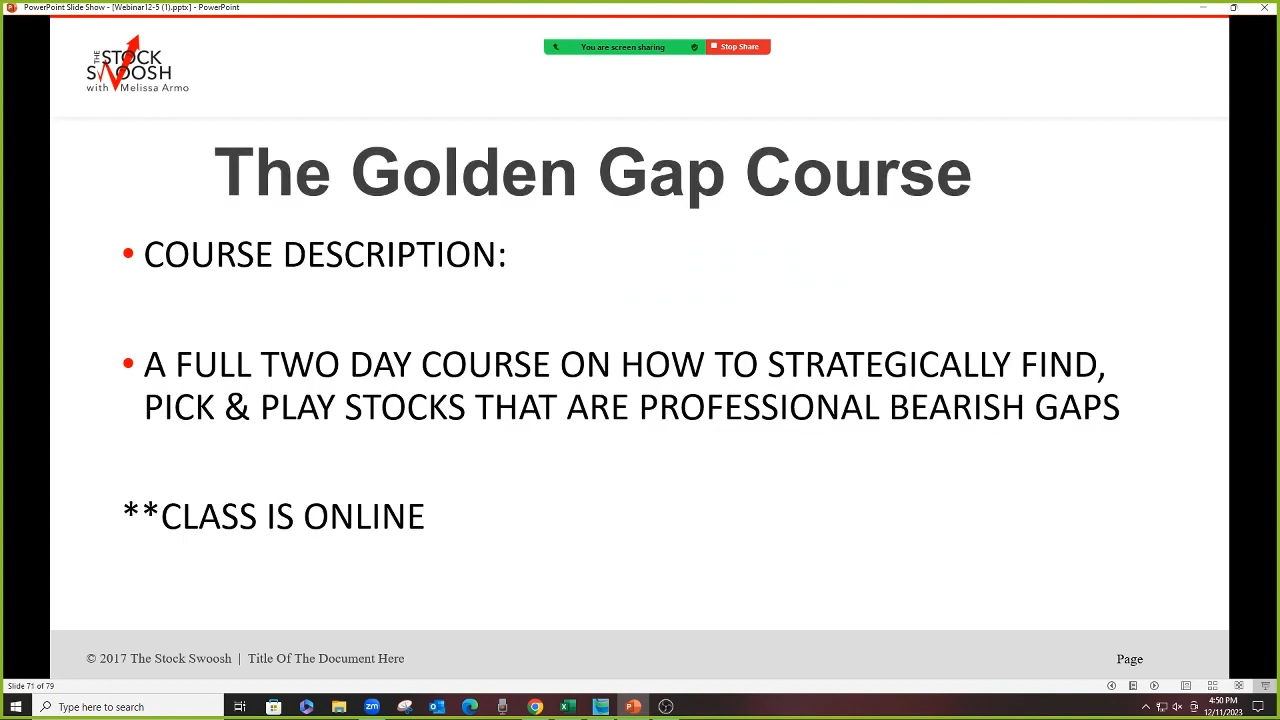 PowerPoint Slide Show - [Webinar12-5 (1).pptx] - PowerPoint
You are screen sharing
Stop Share
THE STOCK
SWOOSH
with Melissa Armo
The Golden Gap Course
• COURSE DESCRIPTION:
• A FULL TWO DAY COURSE ON HOW TO STRATEGICALLY FIND,
PICK & PLAY STOCKS THAT ARE PROFESSIONAL BEARISH GAPS
**CLASS IS ONLINE
© 2017 The Stock Swoosh | Title Of The Document Here
Page
Slide 71 of 79
Type here to search
zm
4:50 PM
12/11/2023